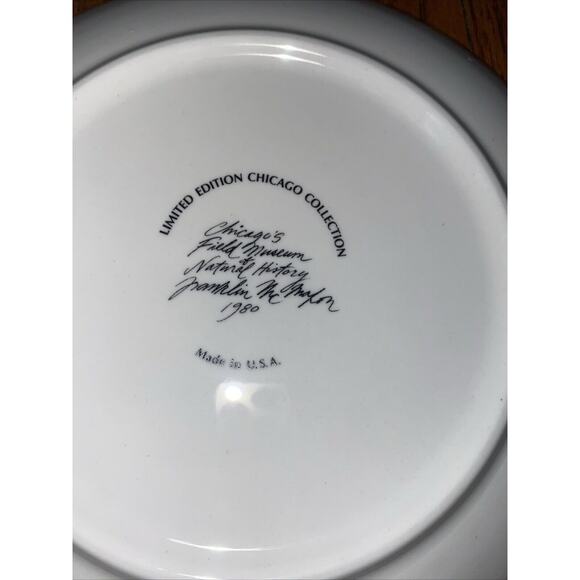 LIMITED EDITION CHICAGO COLLECTION
Chicago's
Field Museum
of
Natural History
Franklin McMahon
1980
Made in U.S.A.